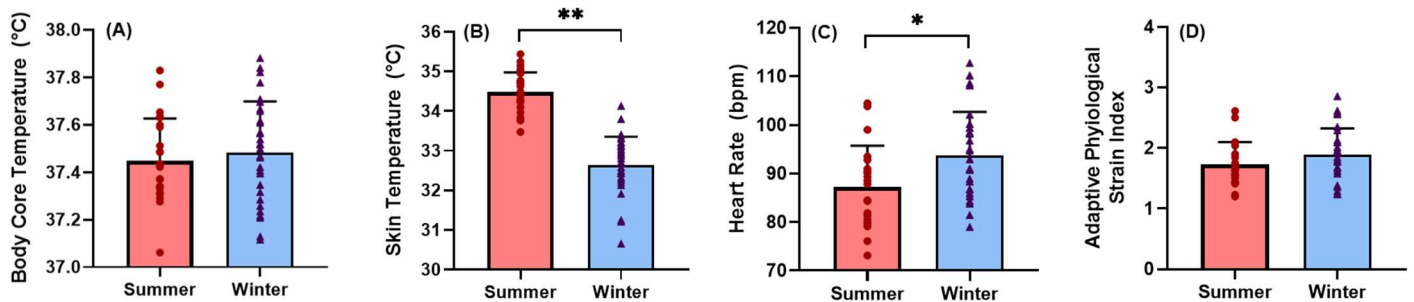 (A)
Body Core Temperature (°C)
38.0
37.8
37.6
37.4
37.2
37.0
Summer
Winter
(B)
**
Skin Temperature (°C)
36
35
34
33
32
31
30
Summer
Winter
(C)
*
Heart Rate (bpm)
120
110
100
90
80
70
Summer
Winter
(D)
Adaptive Phyiological
Strain Index
4
3
2
1
0
Summer
Winter